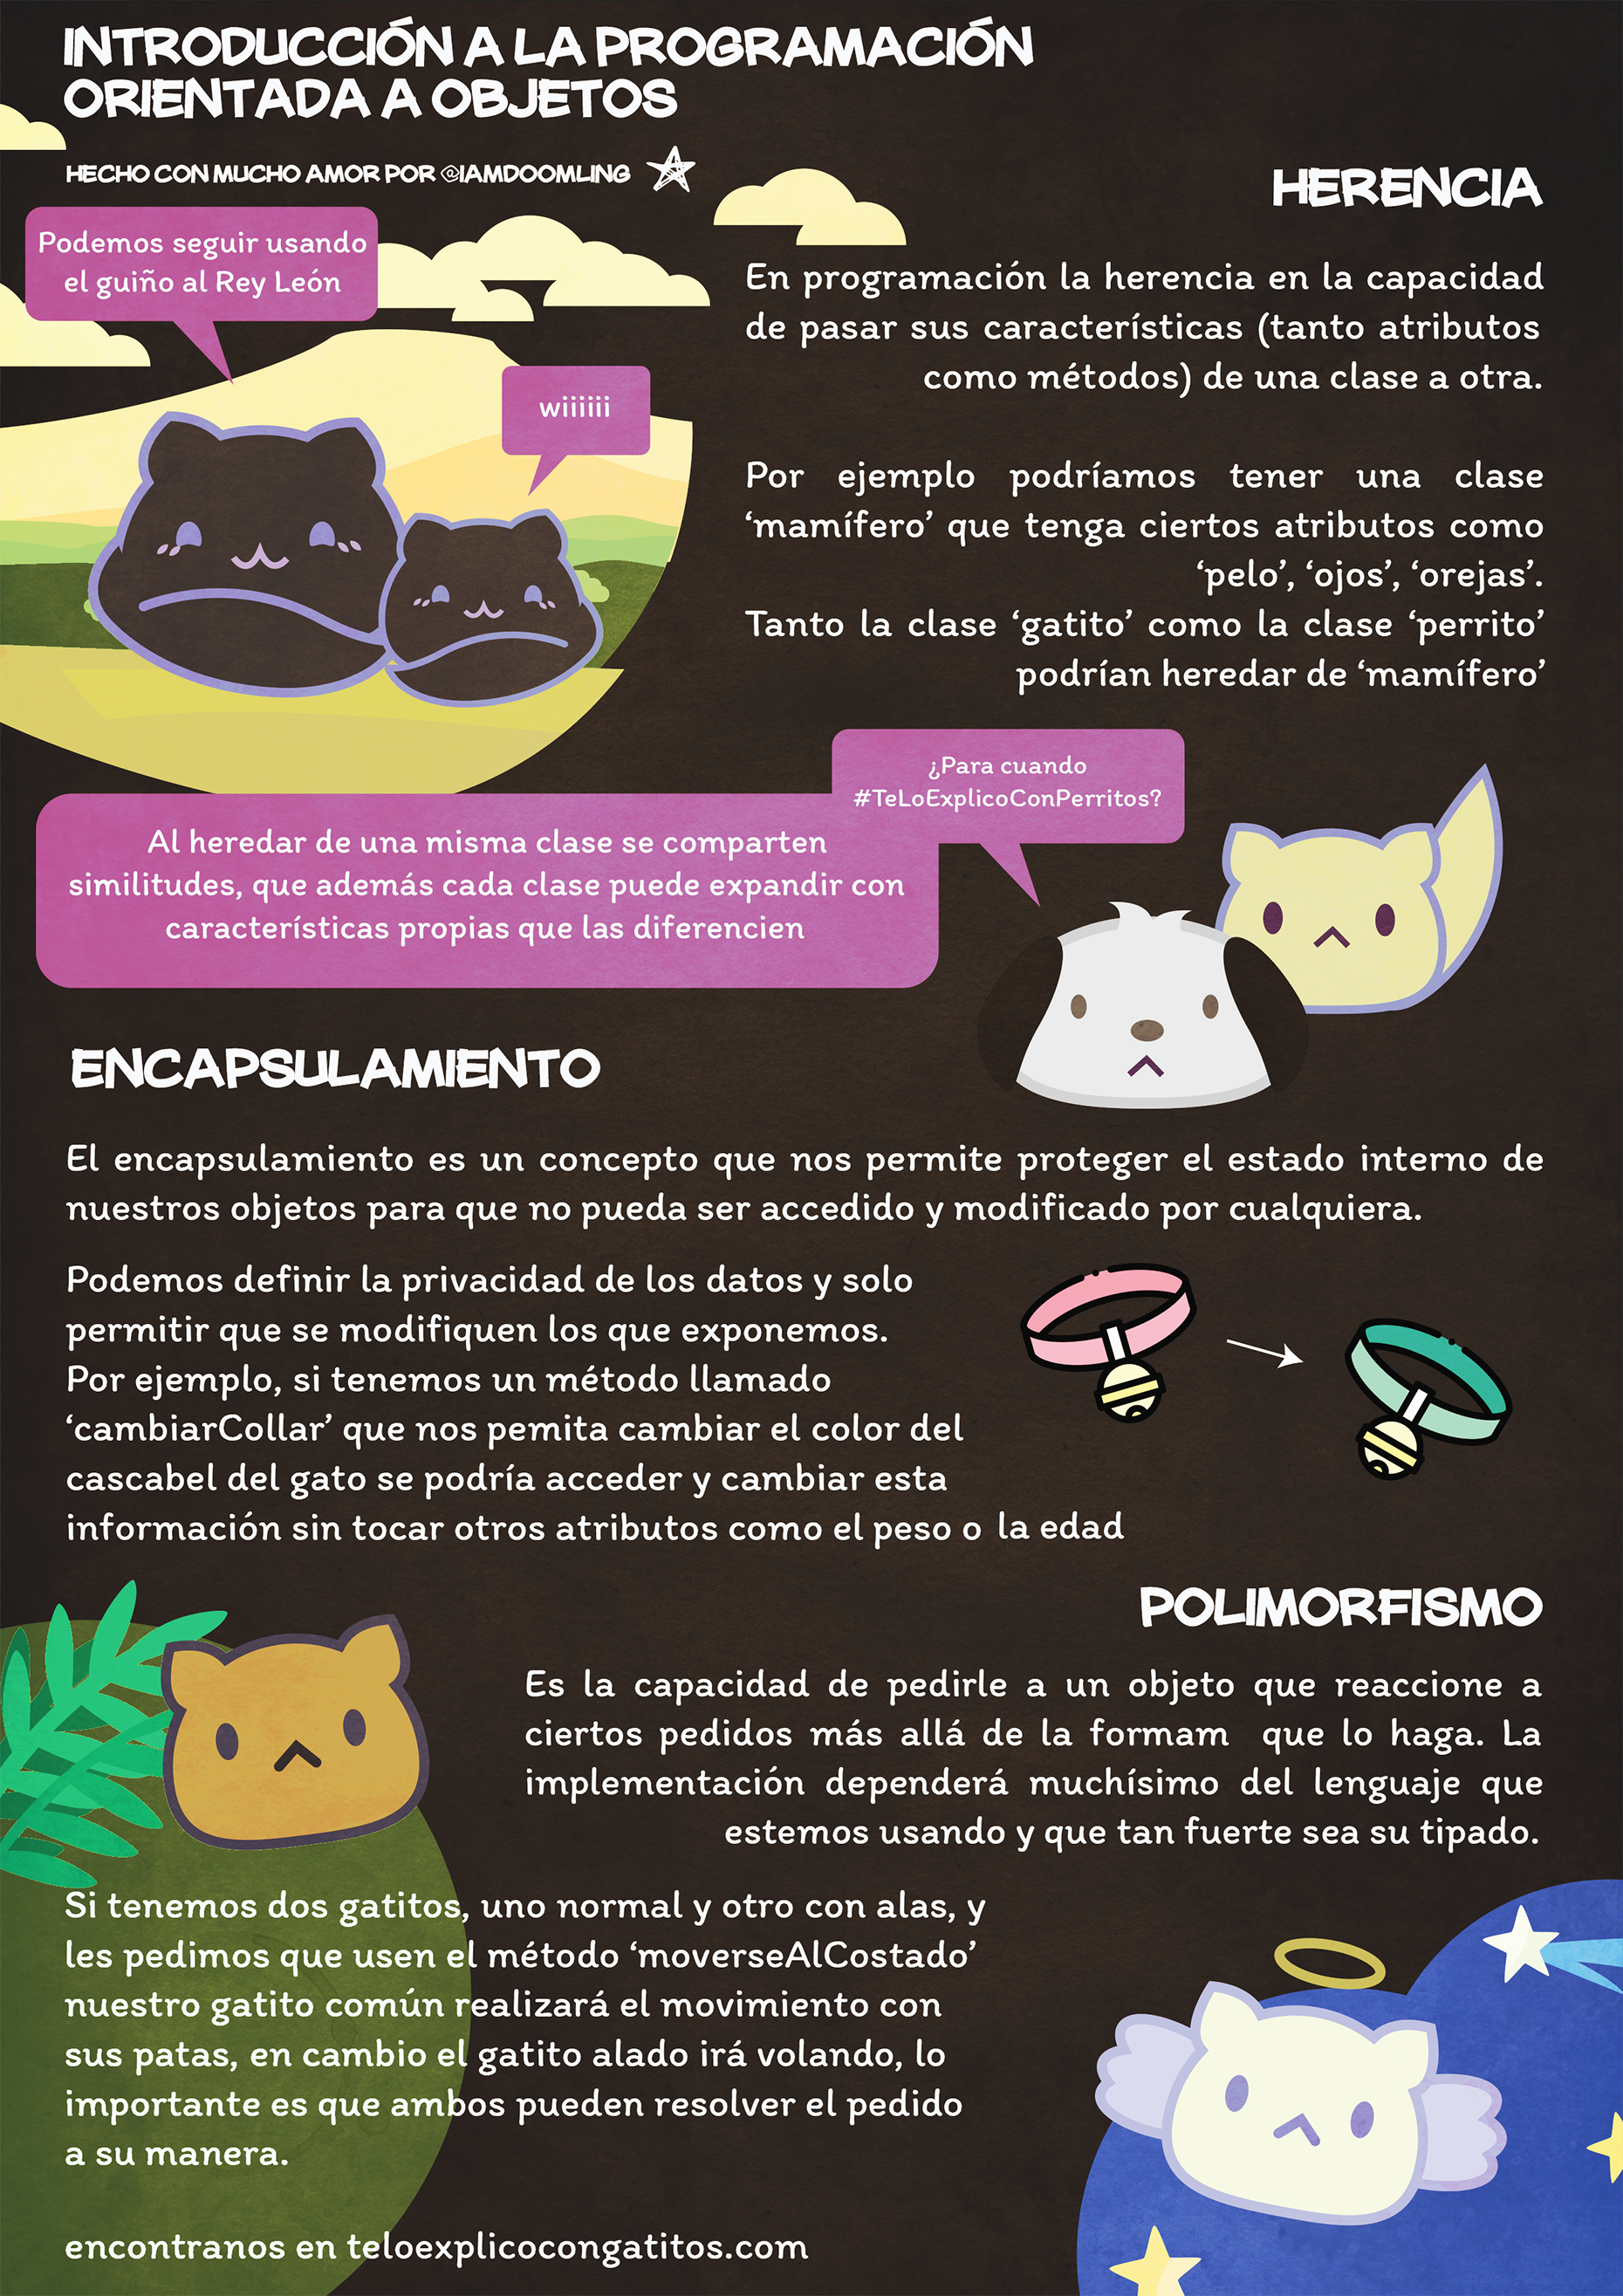 INTRODUCCIÓN A LA PROGRAMACIÓN
ORIENTADA A OBJETOS
HECHO CON MUCHO AMOR POR @IAMDOOMLING
Podemos seguir usando
el guiño al Rey León
wiiiiii
HERENCIA
En programación la herencia en la capacidad
de pasar sus características (tanto atributos
como métodos) de una clase a otra.
Por ejemplo podríamos tener una clase
‘mamífero’ que tenga ciertos atributos como
‘pelo’, ‘ojos’, ‘orejas’.
Tanto la clase ‘gatito’ como la clase ‘perrito’
podrían heredar de ‘mamífero’
¿Para cuando
#TeLoExplicoConPerritos?
Al heredar de una misma clase se comparten
similitudes, que además cada clase puede expandir con
características propias que las diferencien
ENCAPSULAMIENTO
El encapsulamiento es un concepto que nos permite proteger el estado interno de
nuestros objetos para que no pueda ser accedido y modificado por cualquiera.
Podemos definir la privacidad de los datos y solo
permitir que se modifiquen los que exponemos.
Por ejemplo, si tenemos un método llamado
‘cambiarCollar’ que nos pemita cambiar el color del
cascabel del gato se podría acceder y cambiar esta
información sin tocar otros atributos como el peso o la edad
POLIMORFISMO
Es la capacidad de pedirle a un objeto que reaccione a
ciertos pedidos más allá de la formam que lo haga. La
implementación dependerá muchísimo del lenguaje que
estemos usando y que tan fuerte sea su tipado.
Si tenemos dos gatitos, uno normal y otro con alas, y
les pedimos que usen el método ‘moverseAlCostado’
nuestro gatito común realizará el movimiento con
sus patas, en cambio el gatito alado irá volando, lo
importante es que ambos pueden resolver el pedido
a su manera.
encontranos en teloexplicocongatitos.com